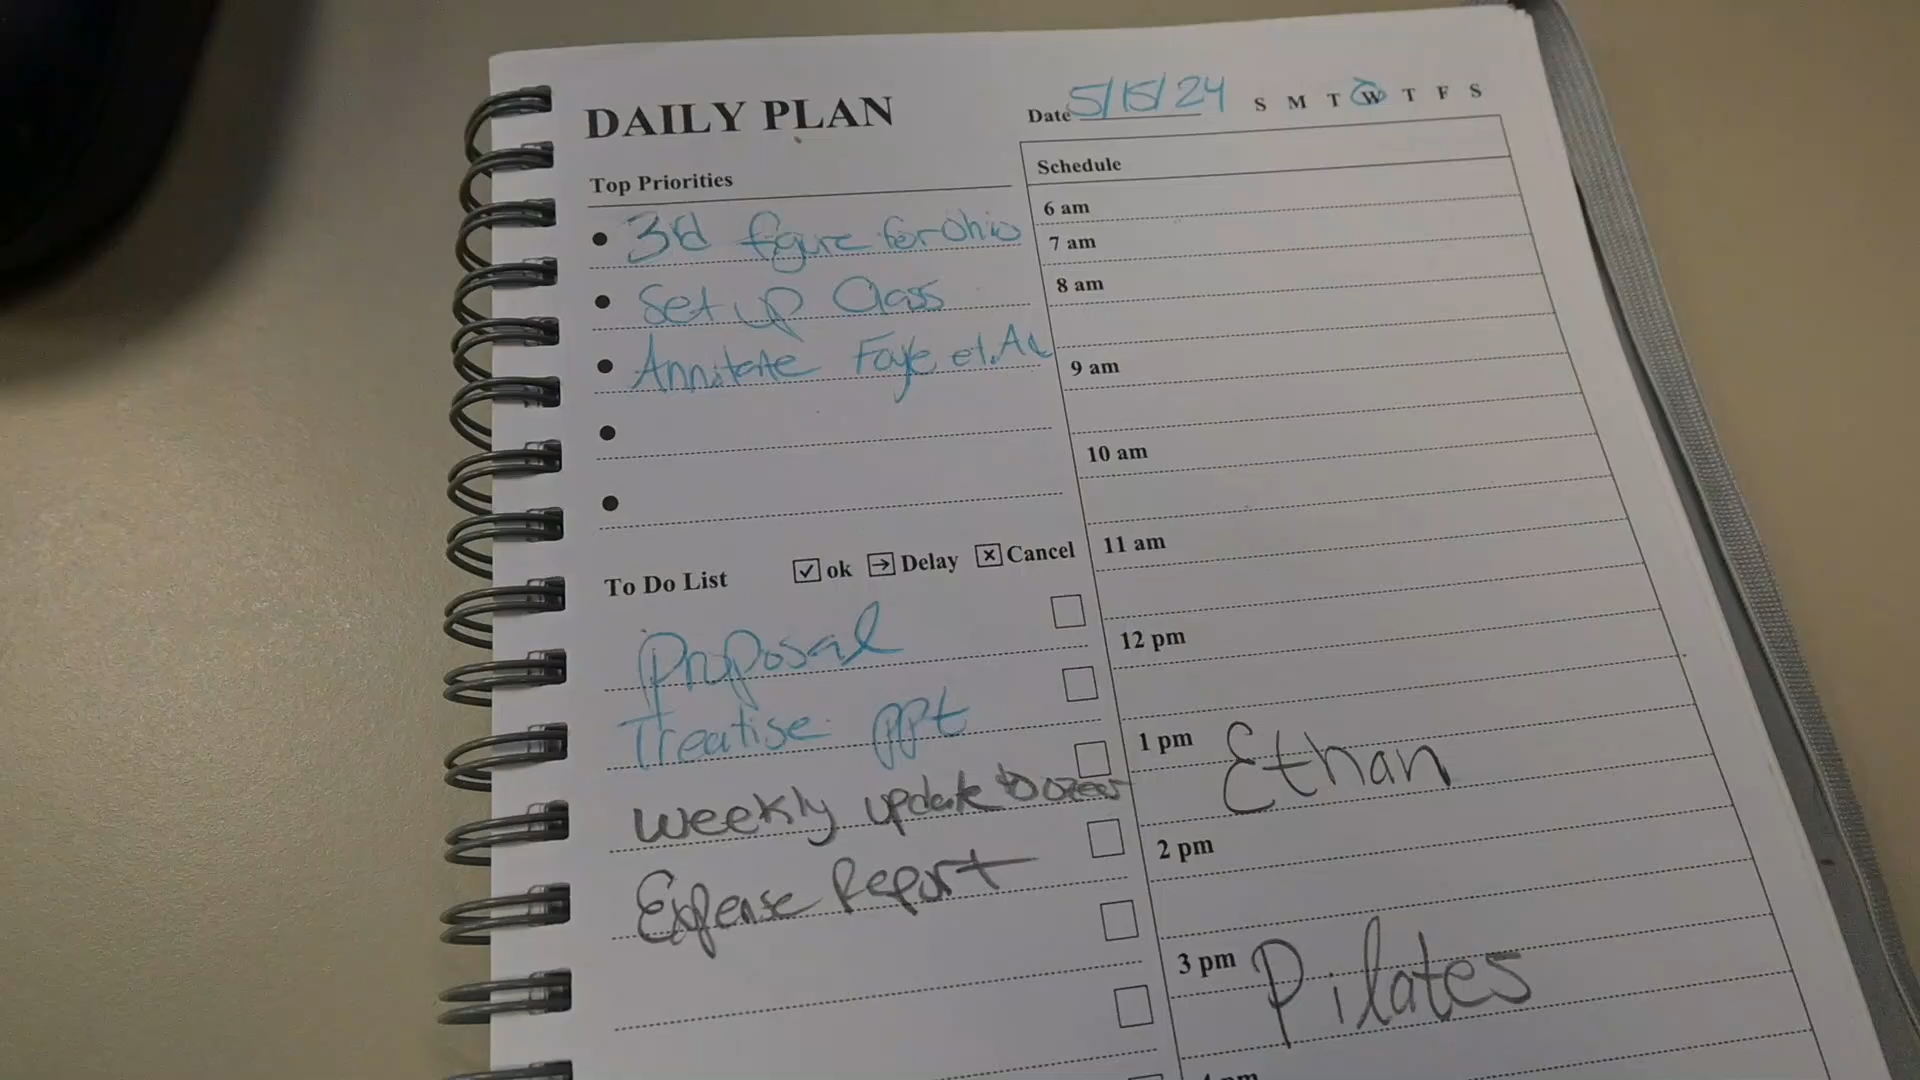 DAILY PLAN
Date 5/15/24 S M T W T F S
Top Priorities
• 3rd figure for Ohio
• Set up Class
• Annotate Faye et. Al
•
•
To Do List ok Delay Cancel
Proposal
Treatise ppt
Weekly update to
Expense Report
Schedule
6 am
7 am
8 am
9 am
10 am
11 am
12 pm
1 pm Ethan
2 pm
3 pm Pilates